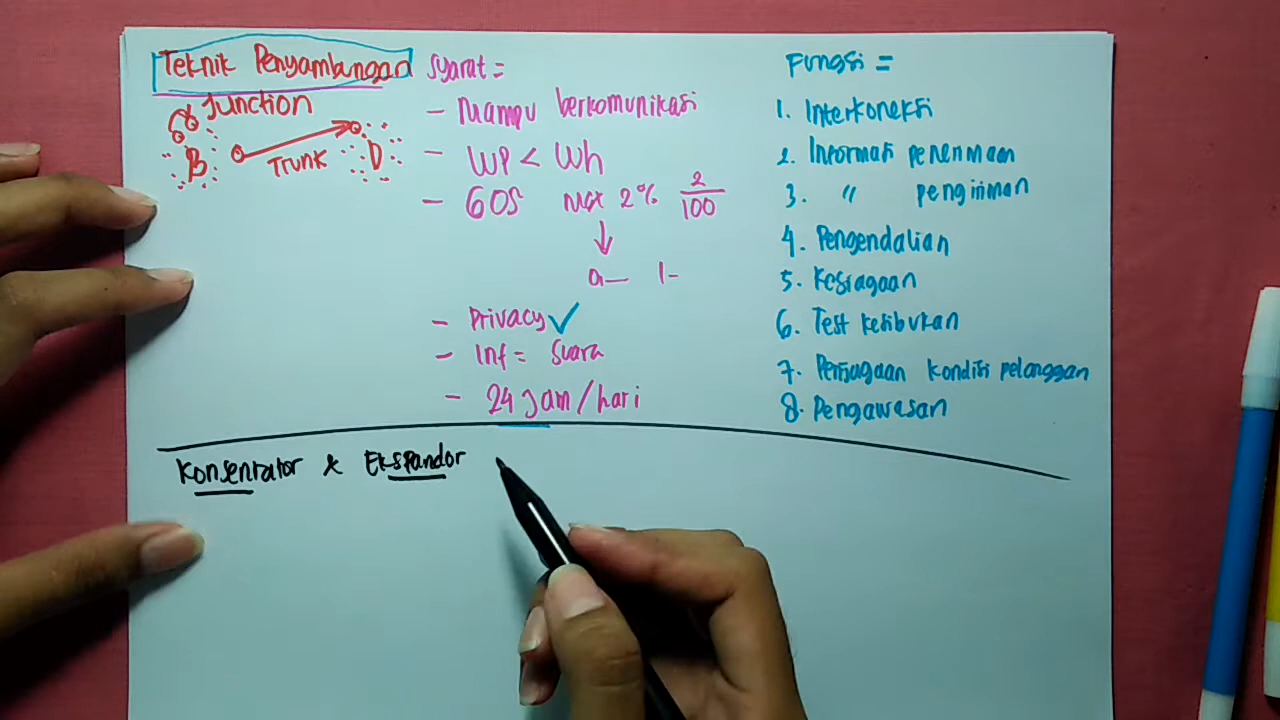 Teknik Penyambungan
Junction
B
Trunk
D
Syarat =
- Mampu berkomunikasi
- WP < Wh
- GOS Max 2% 2/100
a— 1-
- Privacy ✓
- Inf = Suara
- 24 Jam/hari
Fungsi =
1. Interkoneksi
2. Informasi penerimaan
3. " pengiriman
4. Pengendalian
5. Kesiagaan
6. Test kesibukan
7. Persiagaan kondisi pelanggan
8. Pengawasan
Konsentrator & Ekspandor